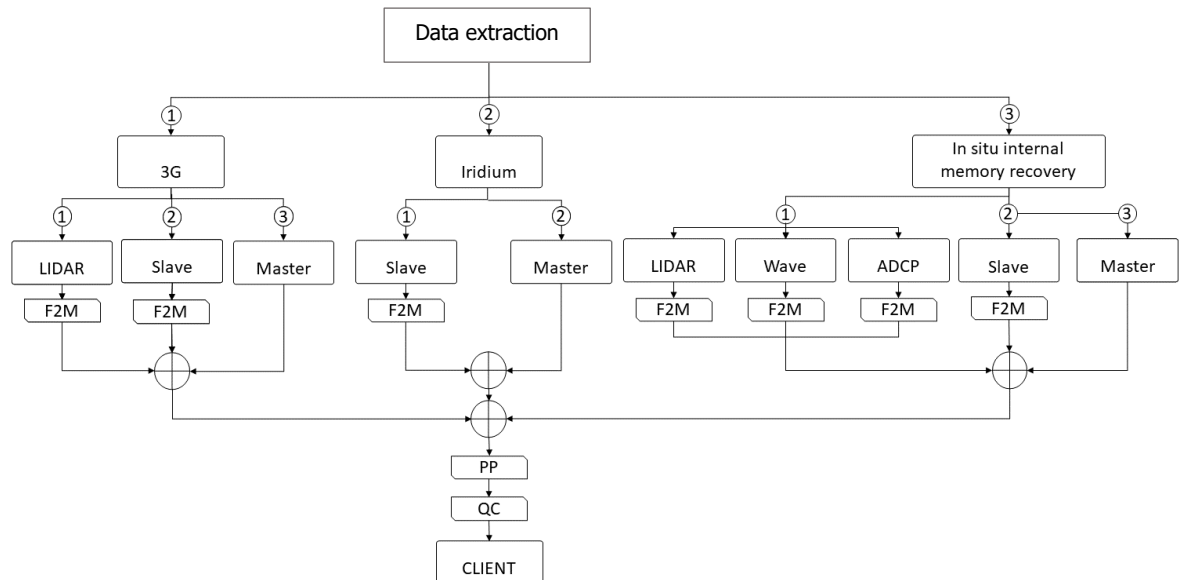 Data extraction
1
2
3
3G
Iridium
In situ internal
memory recovery
1
2
3
1
2
1
2
3
LIDAR
Slave
Master
Slave
Master
LIDAR
Wave
ADCP
Slave
Master
F2M
F2M
F2M
F2M
F2M
F2M
F2M
PP
QC
CLIENT